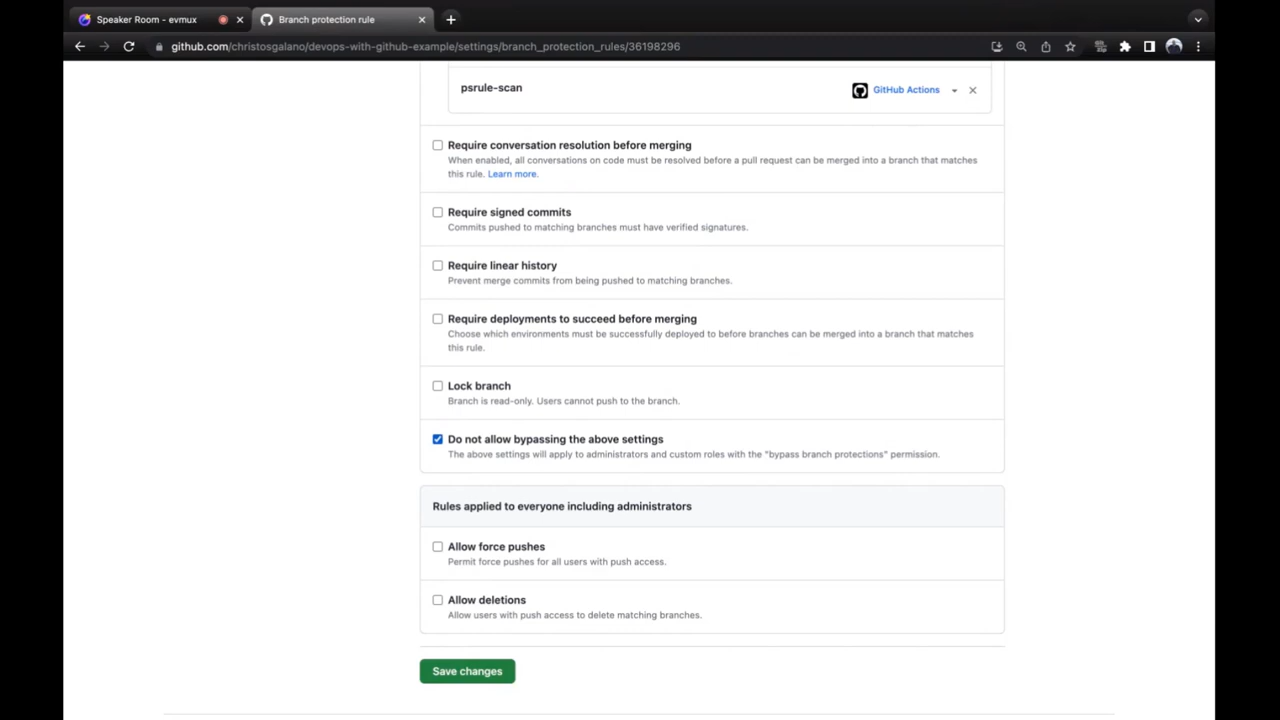 Speaker Room - evmux
Branch protection rule
github.com/christosgalano/devops-with-github-example/settings/branch_protection_rules/36198296
psrule-scan
GitHub Actions
Require conversation resolution before merging
When enabled, all conversations on code must be resolved before a pull request can be merged into a branch that matches
this rule. Learn more.
Require signed commits
Commits pushed to matching branches must have verified signatures.
Require linear history
Prevent merge commits from being pushed to matching branches.
Require deployments to succeed before merging
Choose which environments must be successfully deployed to before branches can be merged into a branch that matches
this rule.
Lock branch
Branch is read-only. Users cannot push to the branch.
Do not allow bypassing the above settings
The above settings will apply to administrators and custom roles with the "bypass branch protections" permission.
Rules applied to everyone including administrators
Allow force pushes
Permit force pushes for all users with push access.
Allow deletions
Allow users with push access to delete matching branches.
Save changes